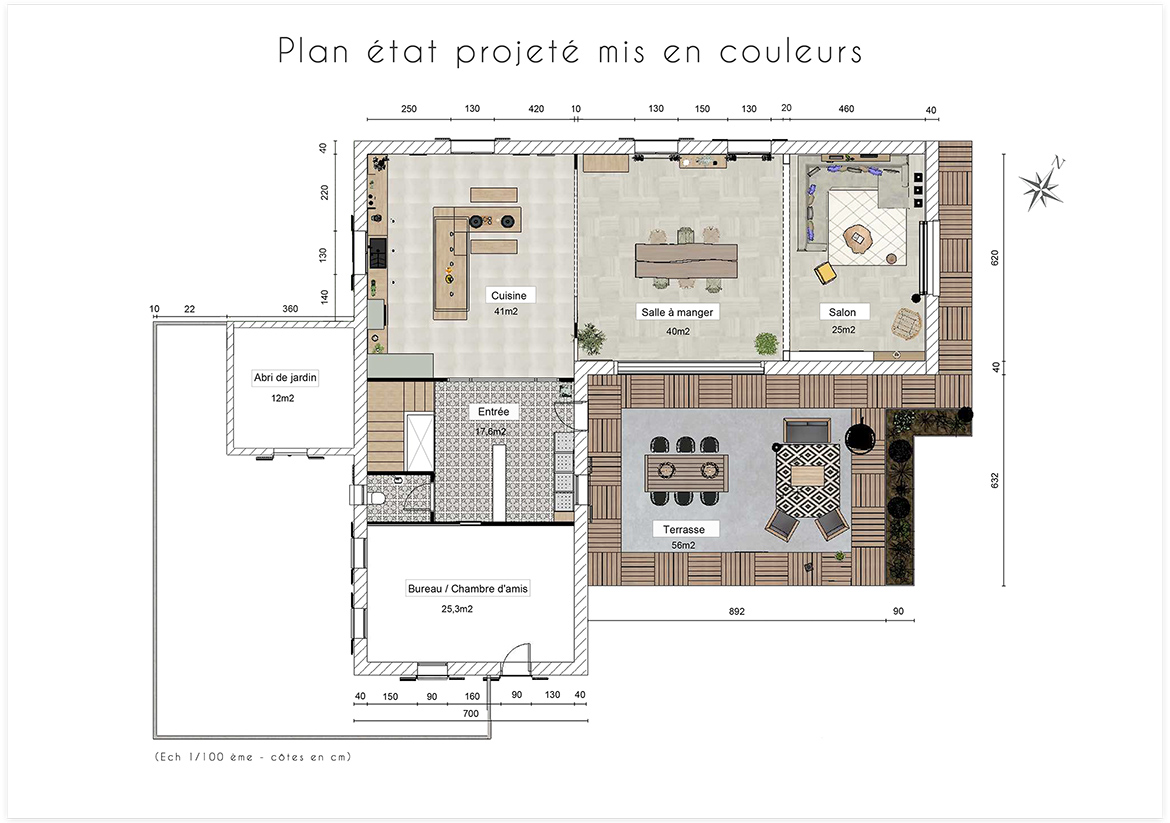 Plan état projeté mis en couleurs
250 130 420 10 130 150 130 20 460 40
N
40
220
130
140
10 22 360
620
40
632
Cuisine
41m2
Salle à manger
40m2
Salon
25m2
Abri de jardin
12m2
Entrée
17,6m2
Terrasse
56m2
Bureau / Chambre d'amis
25,3m2
892 90
40 150 90 160 90 130 40
700
(Ech 1/100 ème - côtes en cm)